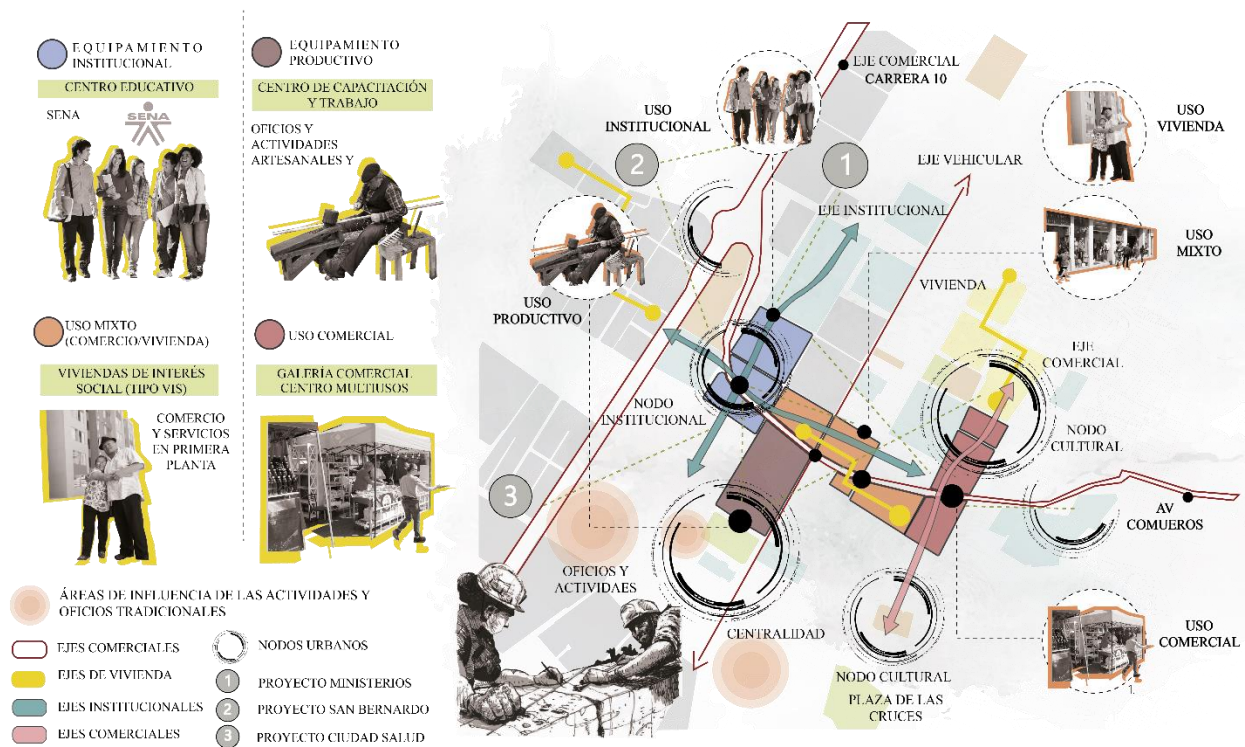 EQUIPAMIENTO
INSTITUCIONAL
CENTRO EDUCATIVO
SENA
SENA
EQUIPAMIENTO
PRODUCTIVO
CENTRO DE CAPACITACIÓN
Y TRABAJO
OFICIOS Y
ACTIVIDADES
ARTESANALES Y
USO MIXTO
(COMERCIO/VIVIENDA)
VIVIENDAS DE INTERÉS
SOCIAL (TIPO VIS)
COMERCIO
Y SERVICIOS
EN PRIMERA
PLANTA
USO COMERCIAL
GALERÍA COMERCIAL
CENTRO MULTIUSOS
ÁREAS DE INFLUENCIA DE LAS ACTIVIDADES Y
OFICIOS TRADICIONALES
EJES COMERCIALES
EJES DE VIVIENDA
EJES INSTITUCIONALES
EJES COMERCIALES
NODOS URBANOS
1 PROYECTO MINISTERIOS
2 PROYECTO SAN BERNARDO
3 PROYECTO CIUDAD SALUD
EJE COMERCIAL
CARRERA 10
USO
INSTITUCIONAL
2
1
USO
VIVIENDA
EJE VEHICULAR
EJE INSTITUCIONAL
USO
MIXTO
USO
PRODUCTIVO
VIVIENDA
EJE
COMERCIAL
NODO
INSTITUCIONAL
NODO
CULTURAL
3
AV
COMUEROS
OFICIOS Y
ACTIVIDAES
CENTRALIDAD
USO
COMERCIAL
NODO CULTURAL
PLAZA DE LAS
CRUCES
1.